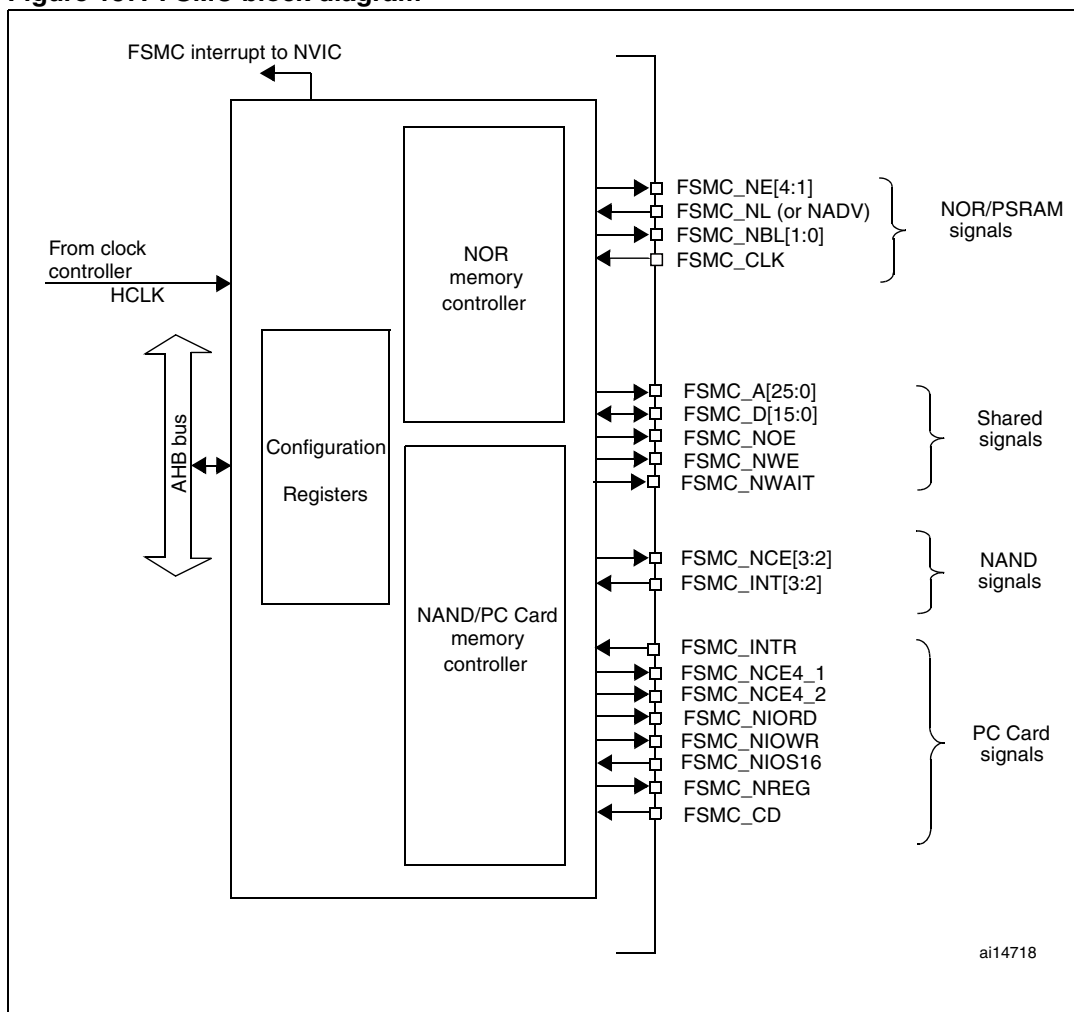 FSMC interrupt to NVIC
From clock
controller
HCLK
AHB bus
Configuration
Registers
NOR
memory
controller
NAND/PC Card
memory
controller
FSMC_NE[4:1]
FSMC_NL (or NADV)
FSMC_NBL[1:0]
FSMC_CLK
NOR/PSRAM
signals
FSMC_A[25:0]
FSMC_D[15:0]
FSMC_NOE
FSMC_NWE
FSMC_NWAIT
Shared
signals
FSMC_NCE[3:2]
FSMC_INT[3:2]
NAND
signals
FSMC_INTR
FSMC_NCE4_1
FSMC_NCE4_2
FSMC_NIORD
FSMC_NIOWR
FSMC_NIOS16
FSMC_NREG
FSMC_CD
PC Card
signals
ai14718